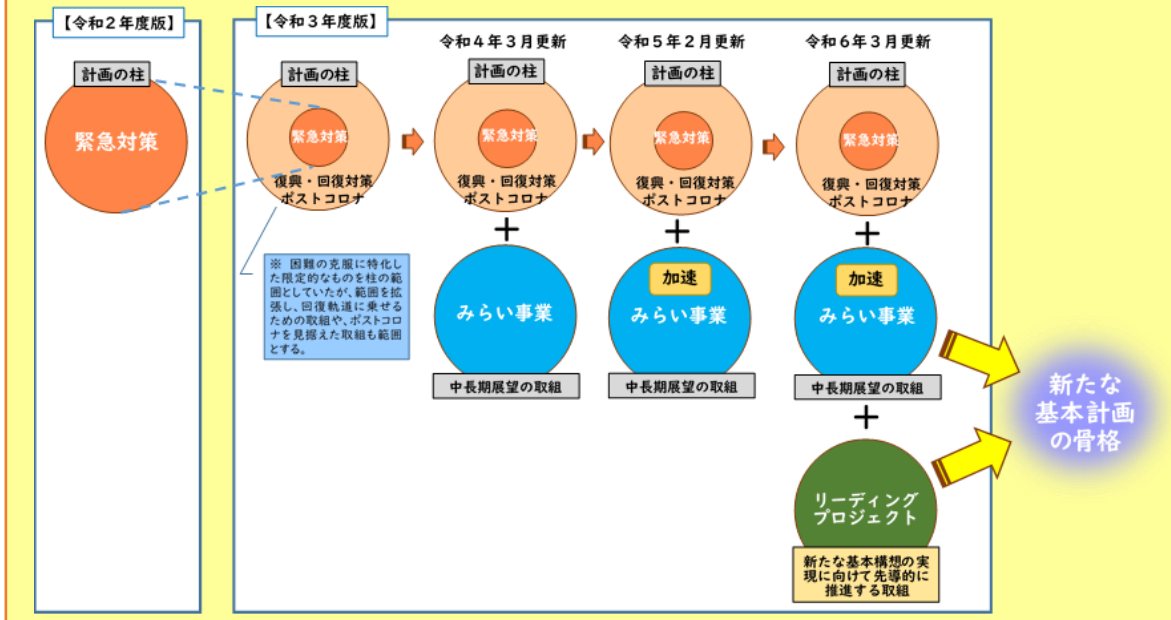 【令和2年度版】
計画の柱
緊急対策
【令和3年度版】
計画の柱
緊急対策
復興・回復対策
ポストコロナ
※ 困難の克服に特化し
た限定的なものを柱の範
囲としていたが、範囲を拡
張し、回復軌道に乗せる
ための取組や、ポストコロ
ナを見据えた取組も範囲
とする。
令和4年3月更新
計画の柱
緊急対策
復興・回復対策
ポストコロナ
+
みらい事業
中長期展望の取組
令和5年2月更新
計画の柱
緊急対策
復興・回復対策
ポストコロナ
+
加速
みらい事業
中長期展望の取組
令和6年3月更新
計画の柱
緊急対策
復興・回復対策
ポストコロナ
+
加速
みらい事業
中長期展望の取組
+
リーディング
プロジェクト
新たな基本構想の実
現に向けて先導的に
推進する取組
新たな
基本計画
の骨格